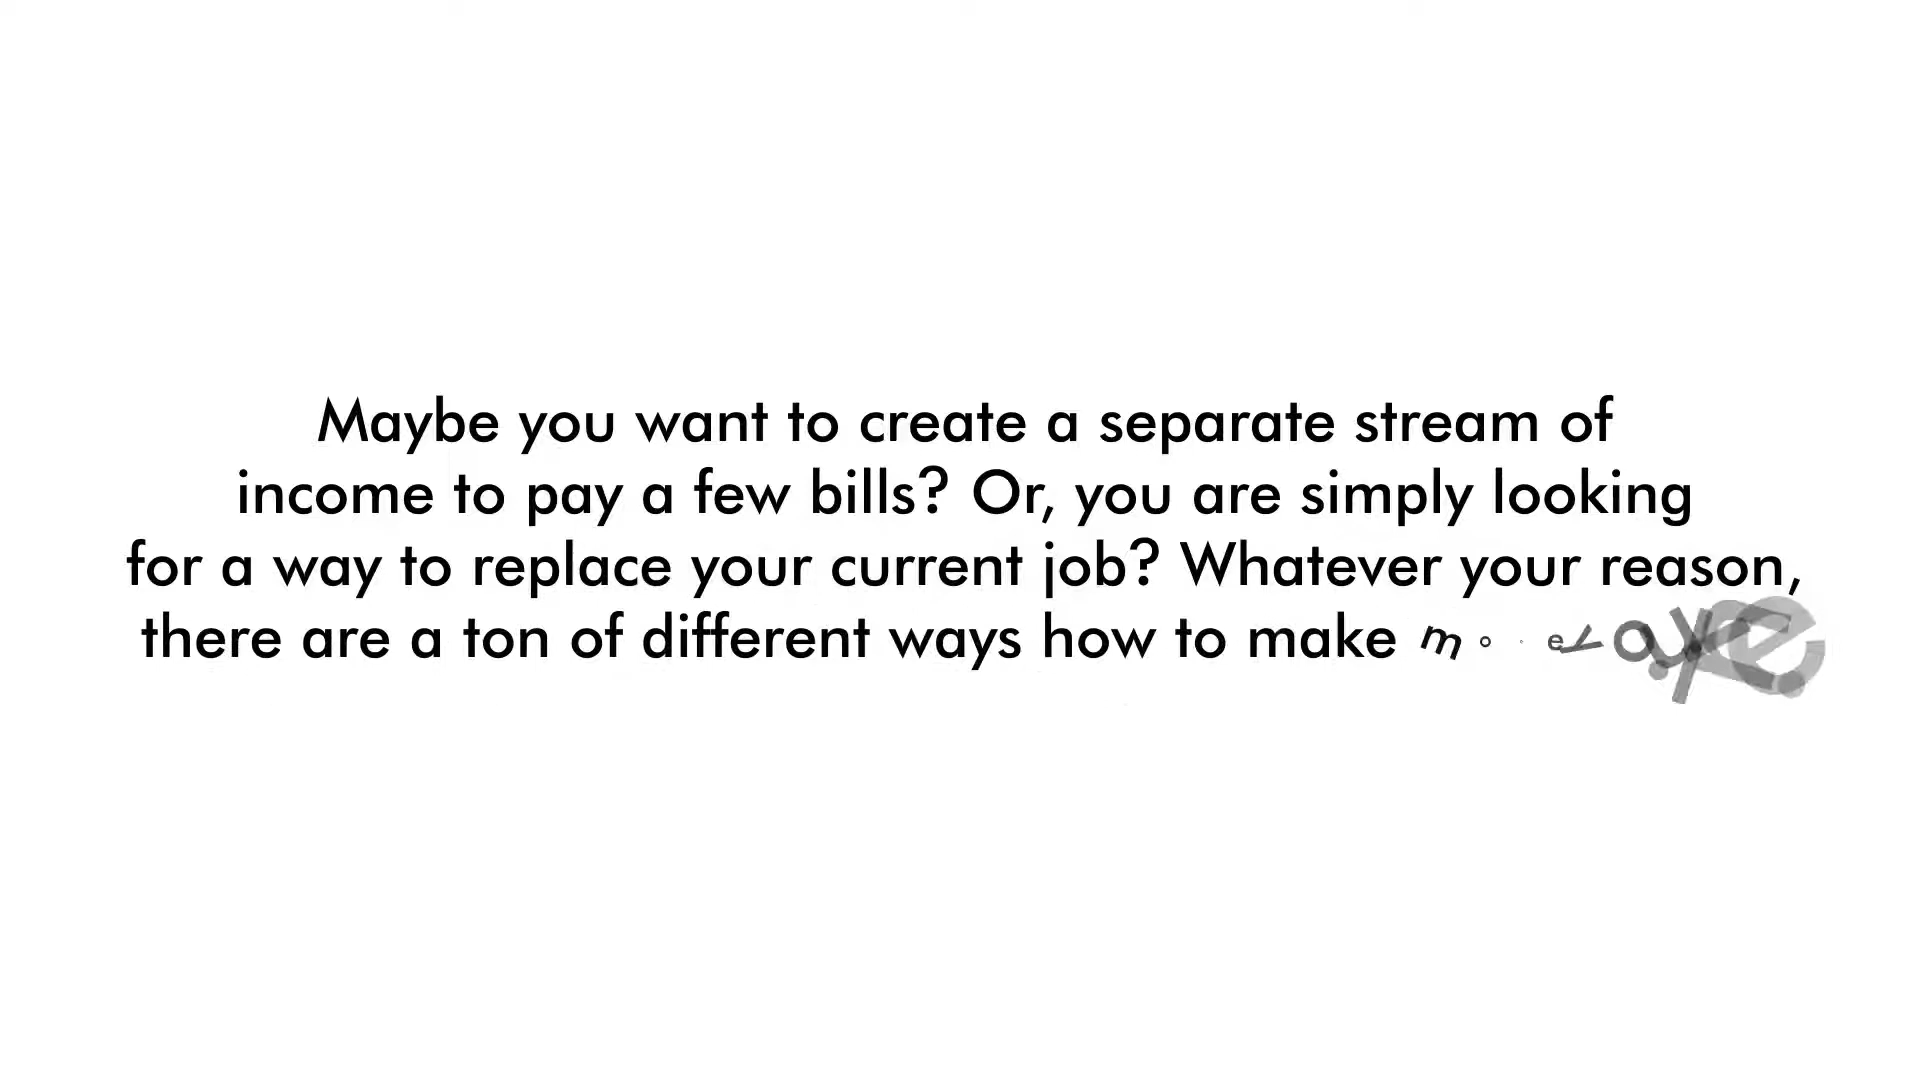 Maybe you want to create a separate stream of
income to pay a few bills? Or, you are simply looking
for a way to replace your current job? Whatever your reason,
there are a ton of different ways how to make